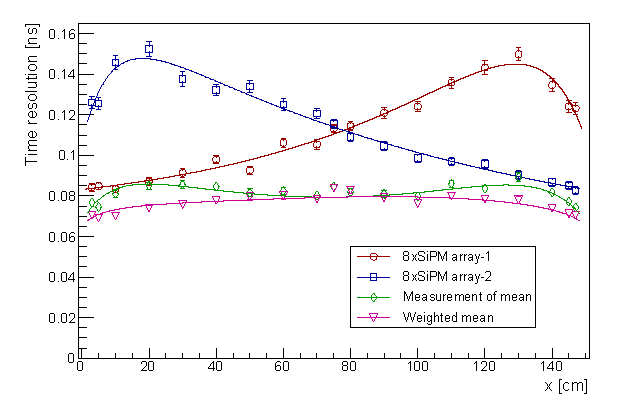 Time resolution [ns]
0.16
0.14
0.12
0.1
0.08
0.06
0.04
0.02
0
8xSiPM array-1
8xSiPM array-2
Measurement of mean
Weighted mean
0 20 40 60 80 100 120 140
x [cm]